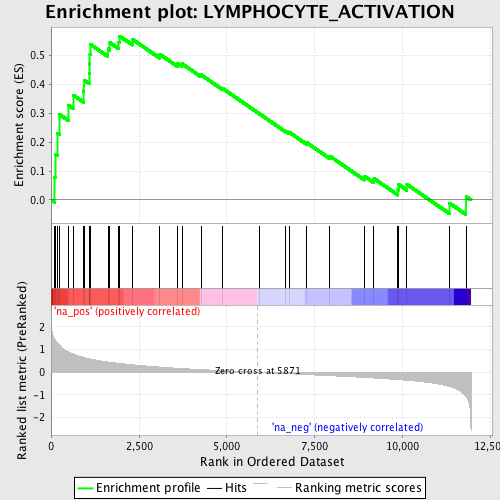 Enrichment plot: LYMPHOCYTE_ACTIVATION
Enrichment score (ES)
0.5
0.4
0.3
0.2
0.1
0.0
'na_pos' (positively correlated)
Ranked list metric (PreRanked)
2
1
0
-1
-2
Zero cross at 5871
'na_neg' (negatively correlated)
0
2,500
5,000
7,500
10,000
12,500
Rank in Ordered Dataset
Enrichment profile
Hits
Ranking metric scores